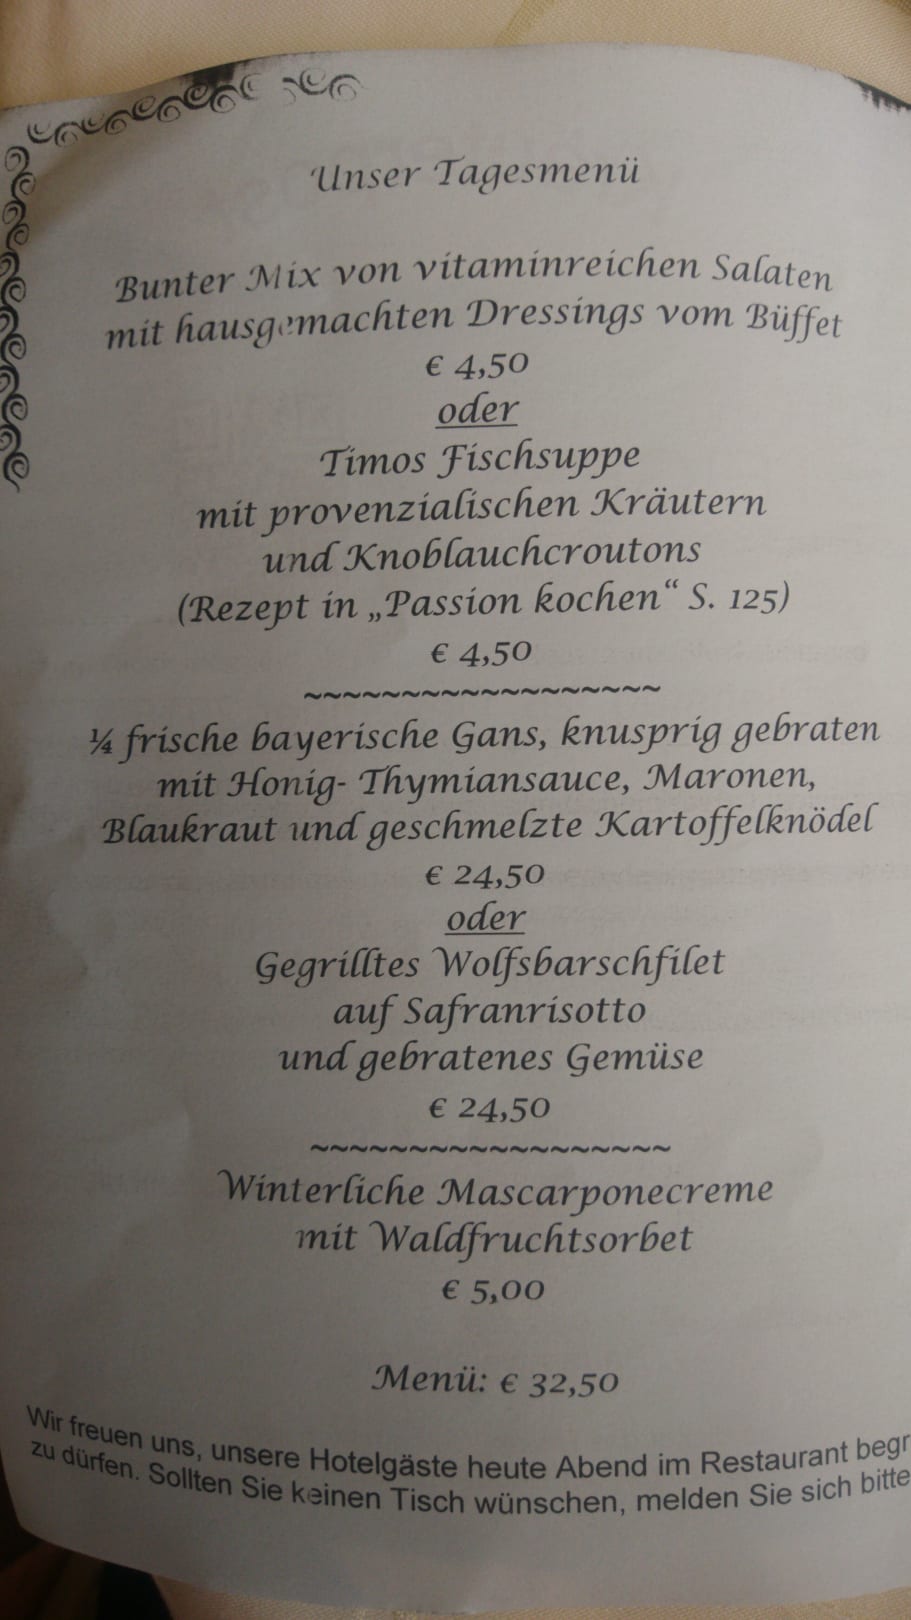 Unser Tagesmenü
Bunter Mix von vitaminreichen Salaten
mit hausgemachten Dressings vom Büffet
€ 4,50
oder
Timos Fischsuppe
mit provenzialischen Kräutern
und Knoblauchcroutons
(Rezept in „Passion kochen“ S. 125)
€ 4,50
~~~~~~~~~~~~~~~~~~
¼ frische bayerische Gans, knusprig gebraten
mit Honig- Thymiansauce, Maronen,
Blaukraut und geschmelzte Kartoffelknödel
€ 24,50
oder
Gegrilltes Wolfsbarschfilet
auf Safranrisotto
und gebratenes Gemüse
€ 24,50
~~~~~~~~~~~~~~~~~~
Winterliche Mascarponecreme
mit Waldfruchtsorbet
€ 5,00
Menü: € 32,50
Wir freuen uns, unsere Hotelgäste heute Abend im Restaurant begr
zu dürfen. Sollten Sie keinen Tisch wünschen, melden Sie sich bitte